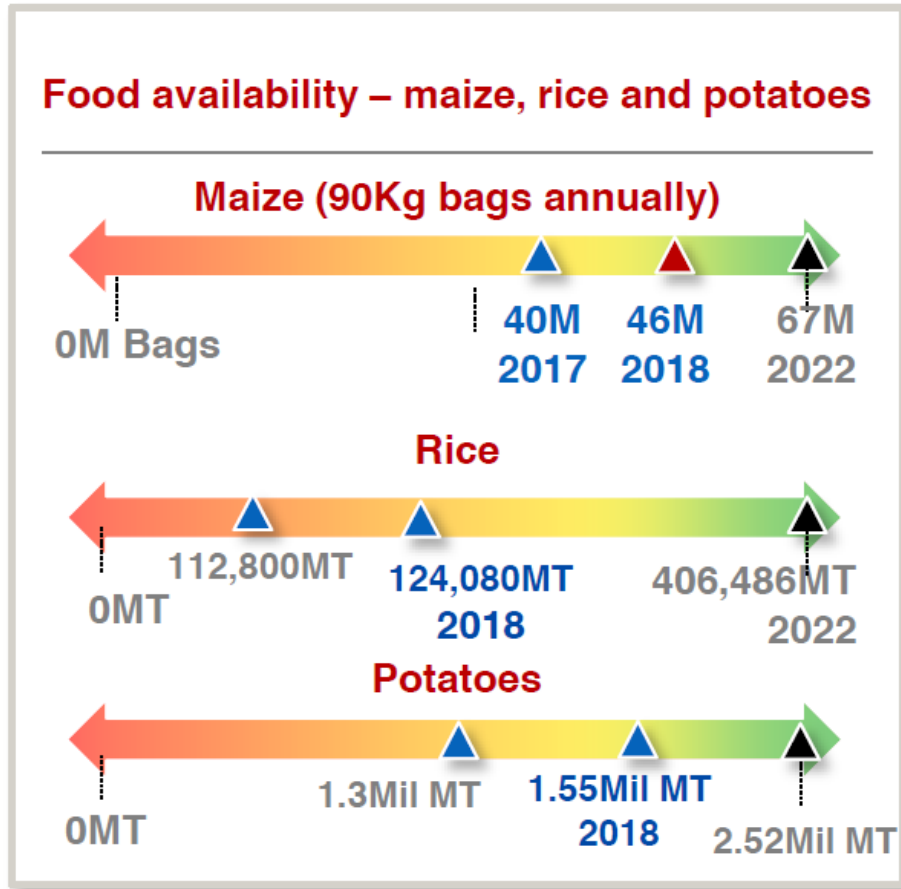 Food availability – maize, rice and potatoes
Maize (90Kg bags annually)
0M Bags
40M
2017
46M
2018
67M
2022
Rice
0MT
112,800MT
124,080MT
2018
406,486MT
2022
Potatoes
0MT
1.3Mil MT
1.55Mil MT
2018
2.52Mil MT